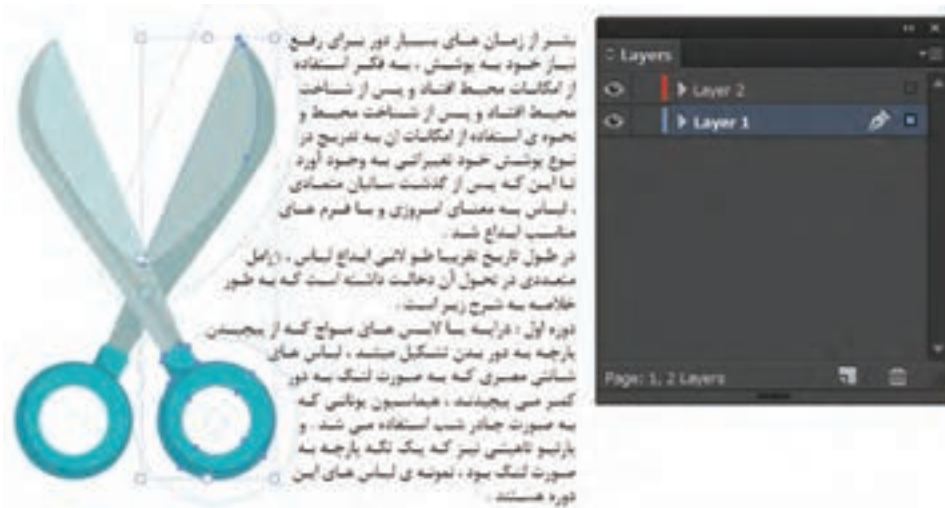 بشر از زمان های بسیار دور برای رفع
نیاز خود به پوشش ، به فکر استفاده
از امکانات محیط افتاد و پس از شناخت
محیط افتاد و پس از شناخت محیط و
نحوه ی استفاده از امکانات آن به تدریج در
نوع پوشش خود تغییراتی به وجود آورد
تا این که پس از گذشت سالیان متمادی
، لباس به معنای امروزی و با فرم های
مناسب ابداع شد .
در طول تاریخ تقریبا طولانی ابداع لباس ،
متعددی در تحول آن دخالت داشته است که به طور
خلاصه به شرح زیر است .
دوره اول : درایه یا لایس های مواج که از پیچیدن
پارچه به دور بدن تشکیل میشد ، لباس های
شانتی مصری که به صورت لنگ به دور
کمر می پیچیدند ، هیماسیون یونانی که
به صورت چادر شب استفاده می شد . و
پارئیو تاهیتی نیز که یک تکه پارچه به
صورت لنگ بود ، نمونه ی لباس های این
دوره هستند .
Layers
Layer 2
Layer 1
Page: 1, 2 Layers